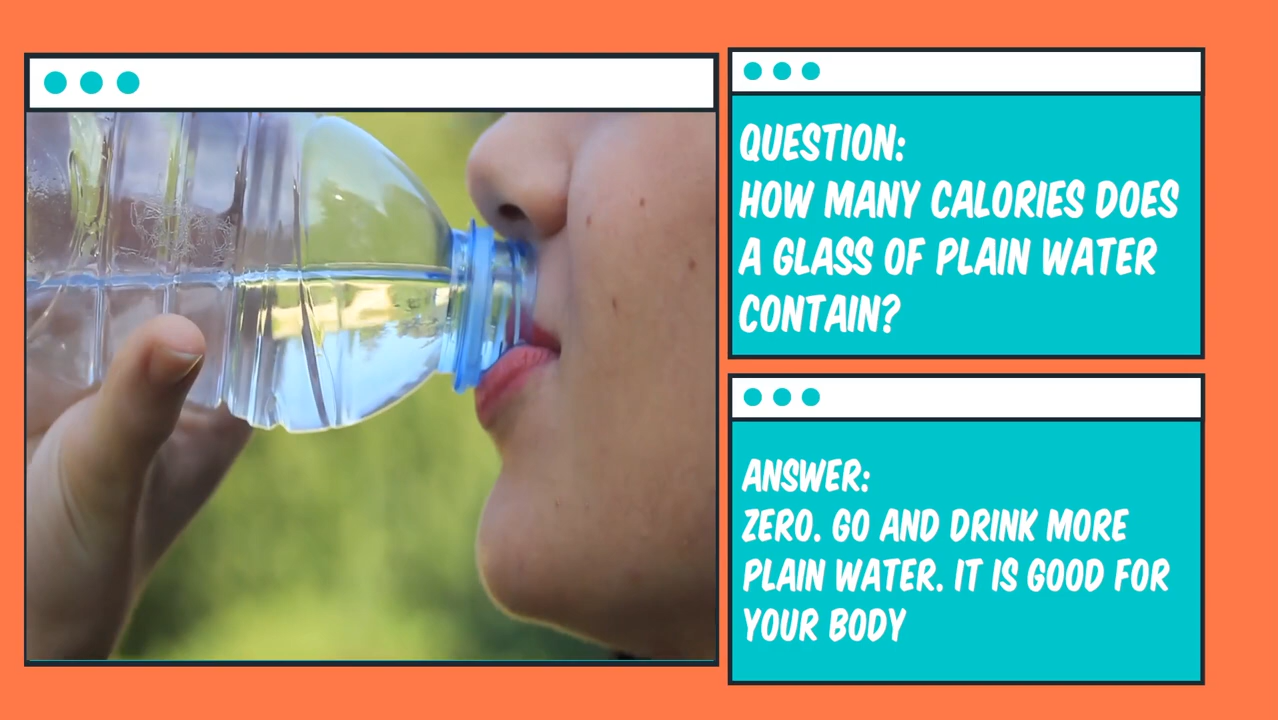 QUESTION:
HOW MANY CALORIES DOES
A GLASS OF PLAIN WATER
CONTAIN?
ANSWER:
ZERO. GO AND DRINK MORE
PLAIN WATER. IT IS GOOD FOR
YOUR BODY